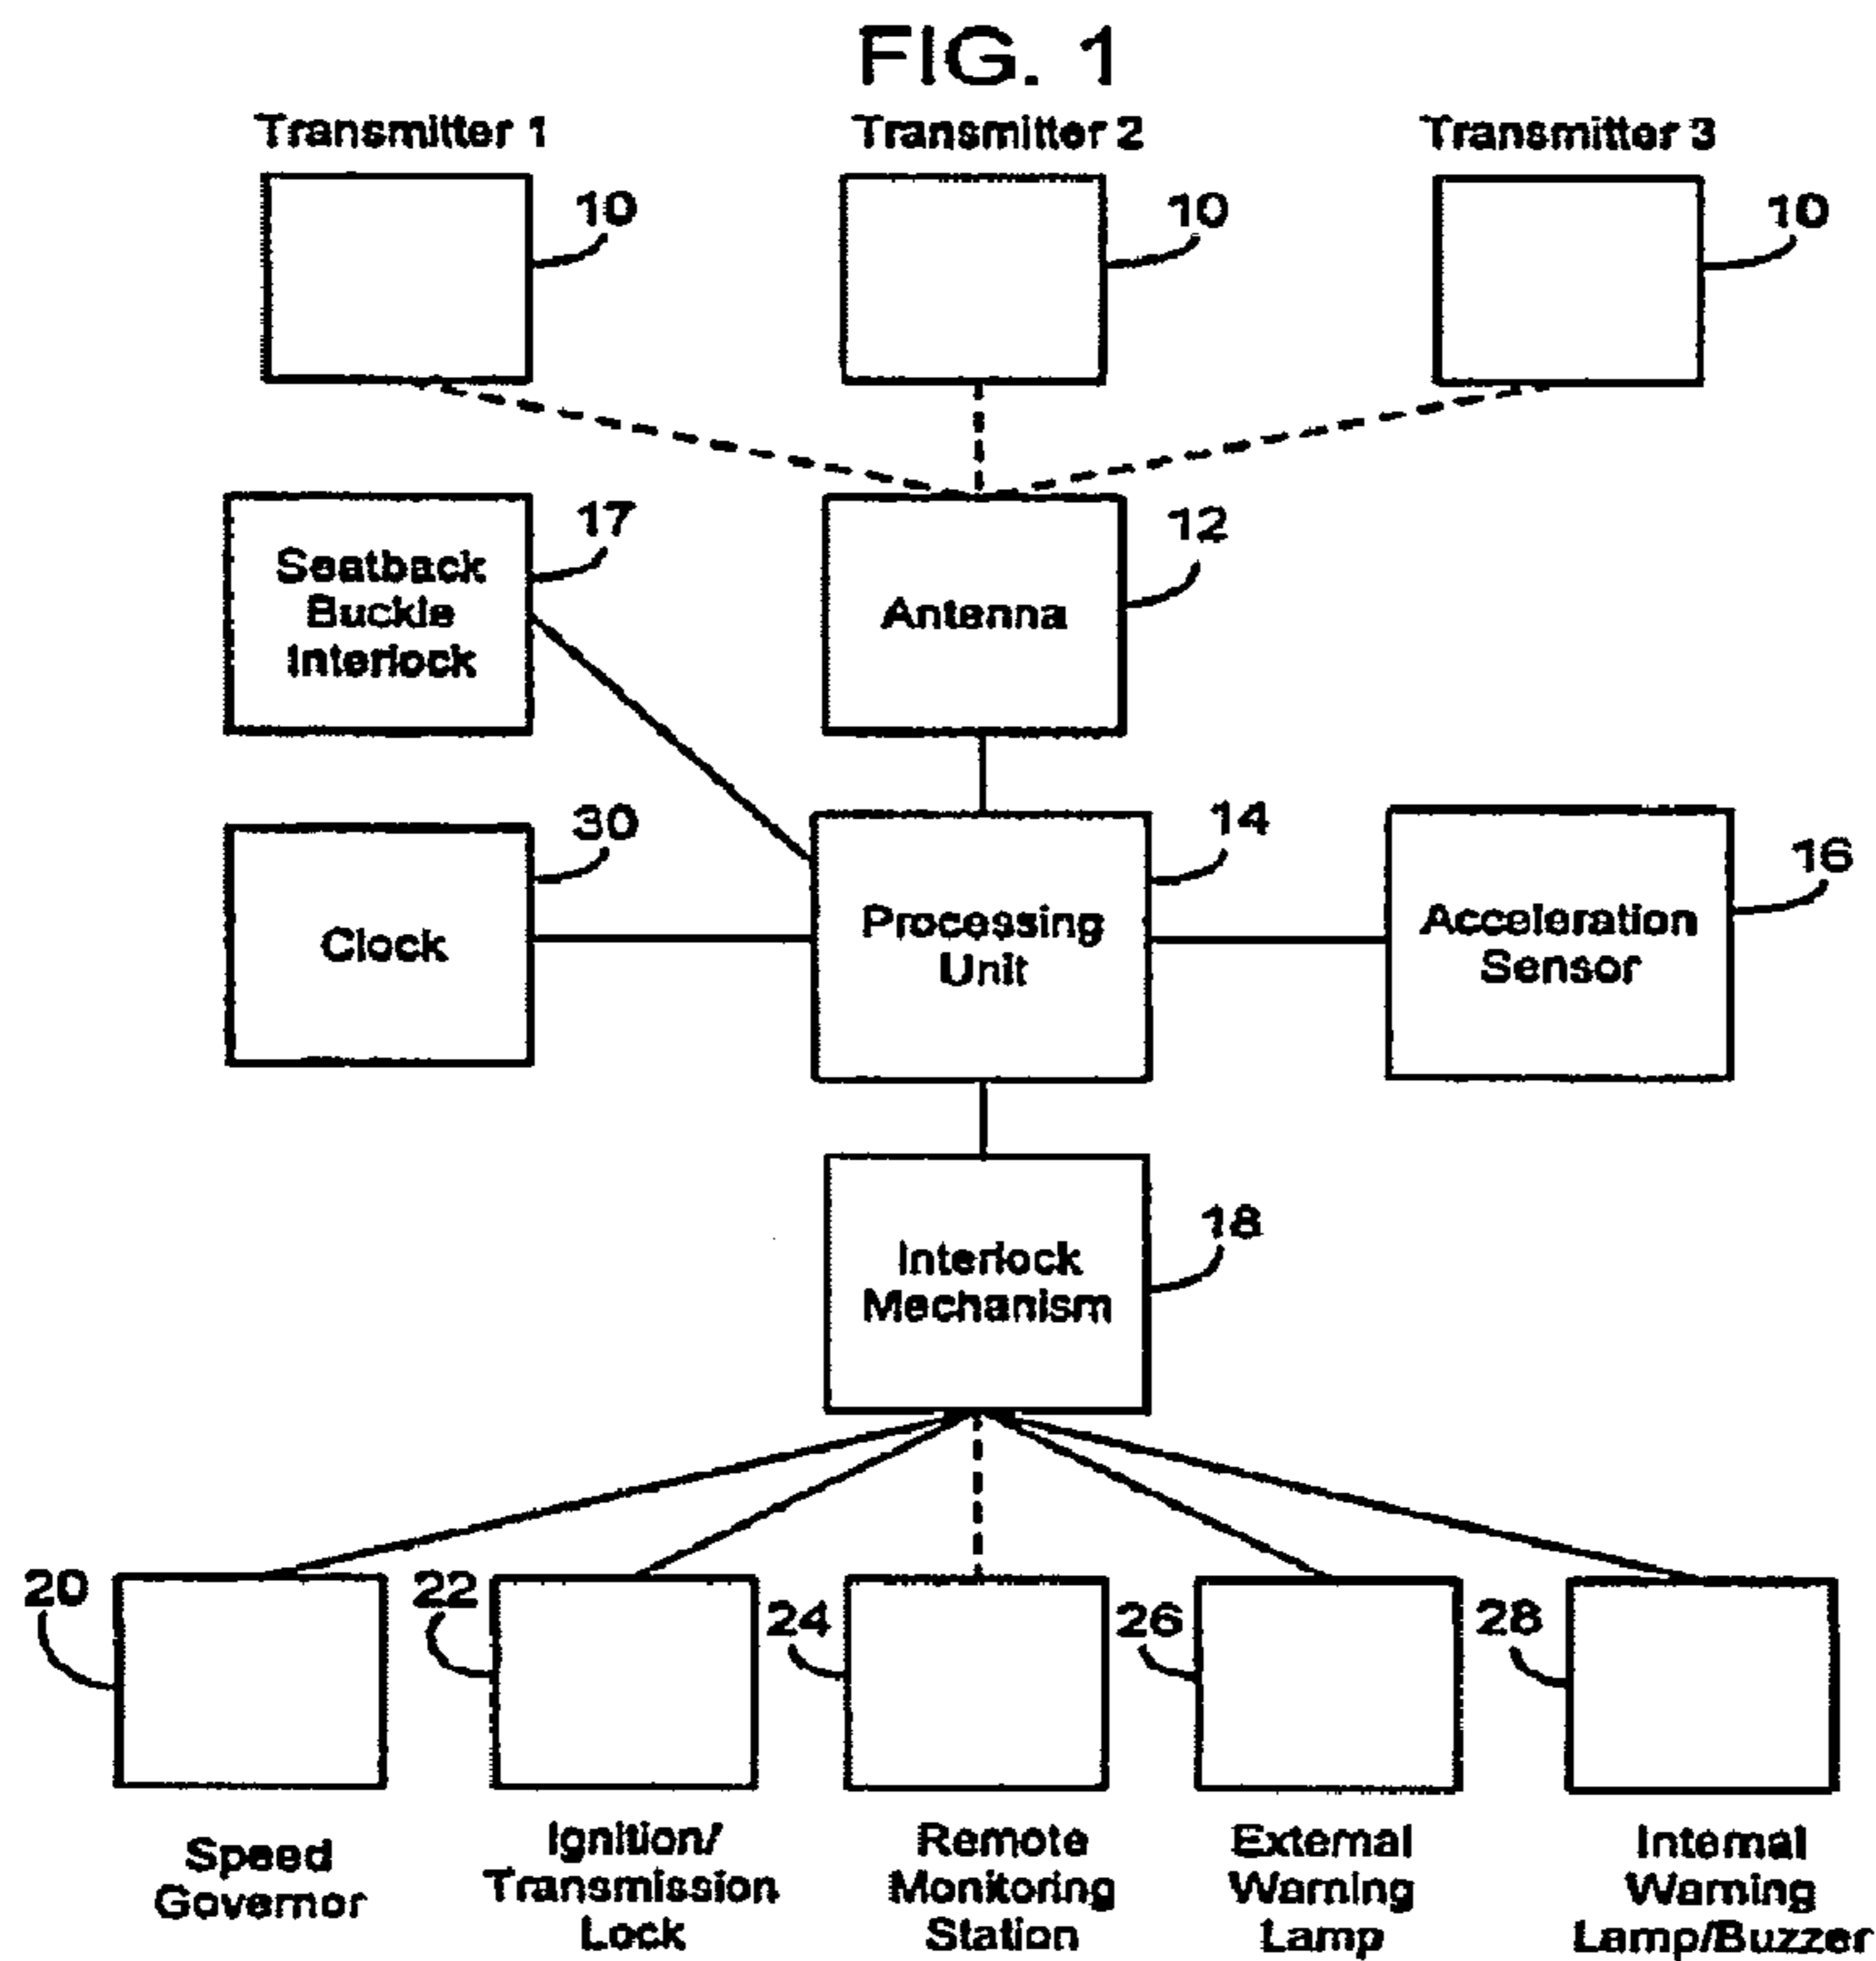 FIG. 1
Transmitter 1
Transmitter 2
Transmitter 3
10
10
10
Seatback
Buckle
Interlock
17
Antenna
12
Clock
30
Processing
Unit
14
Acceleration
Sensor
16
Interlock
Mechanism
18
20
22
24
26
28
Speed
Governor
Ignition/
Transmission
Lock
Remote
Monitoring
Station
External
Warning
Lamp
Internal
Warning
Lamp/Buzzer